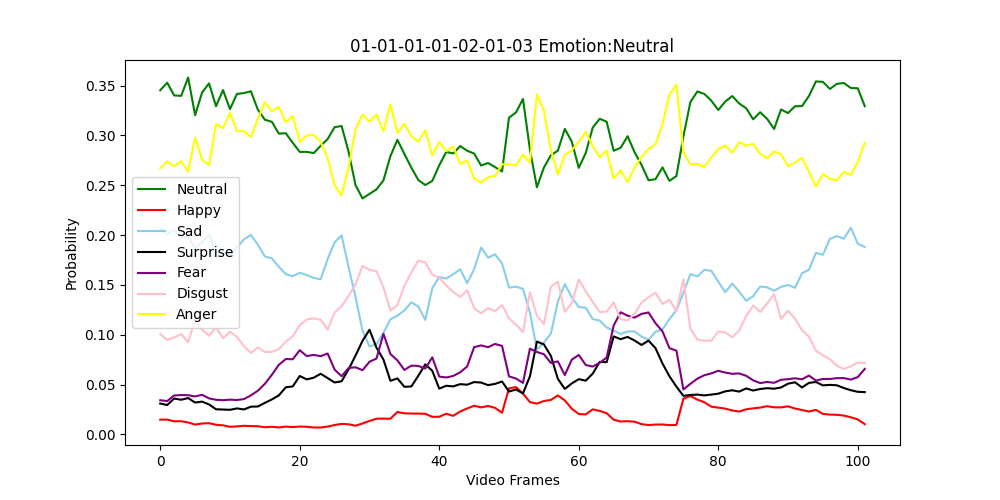 01-01-01-01-02-01-03 Emotion:Neutral
Probability
0.35
0.30
0.25
0.20
0.15
0.10
0.05
0.00
Neutral
Happy
Sad
Surprise
Fear
Disgust
Anger
0 20 40 60 80 100
Video Frames